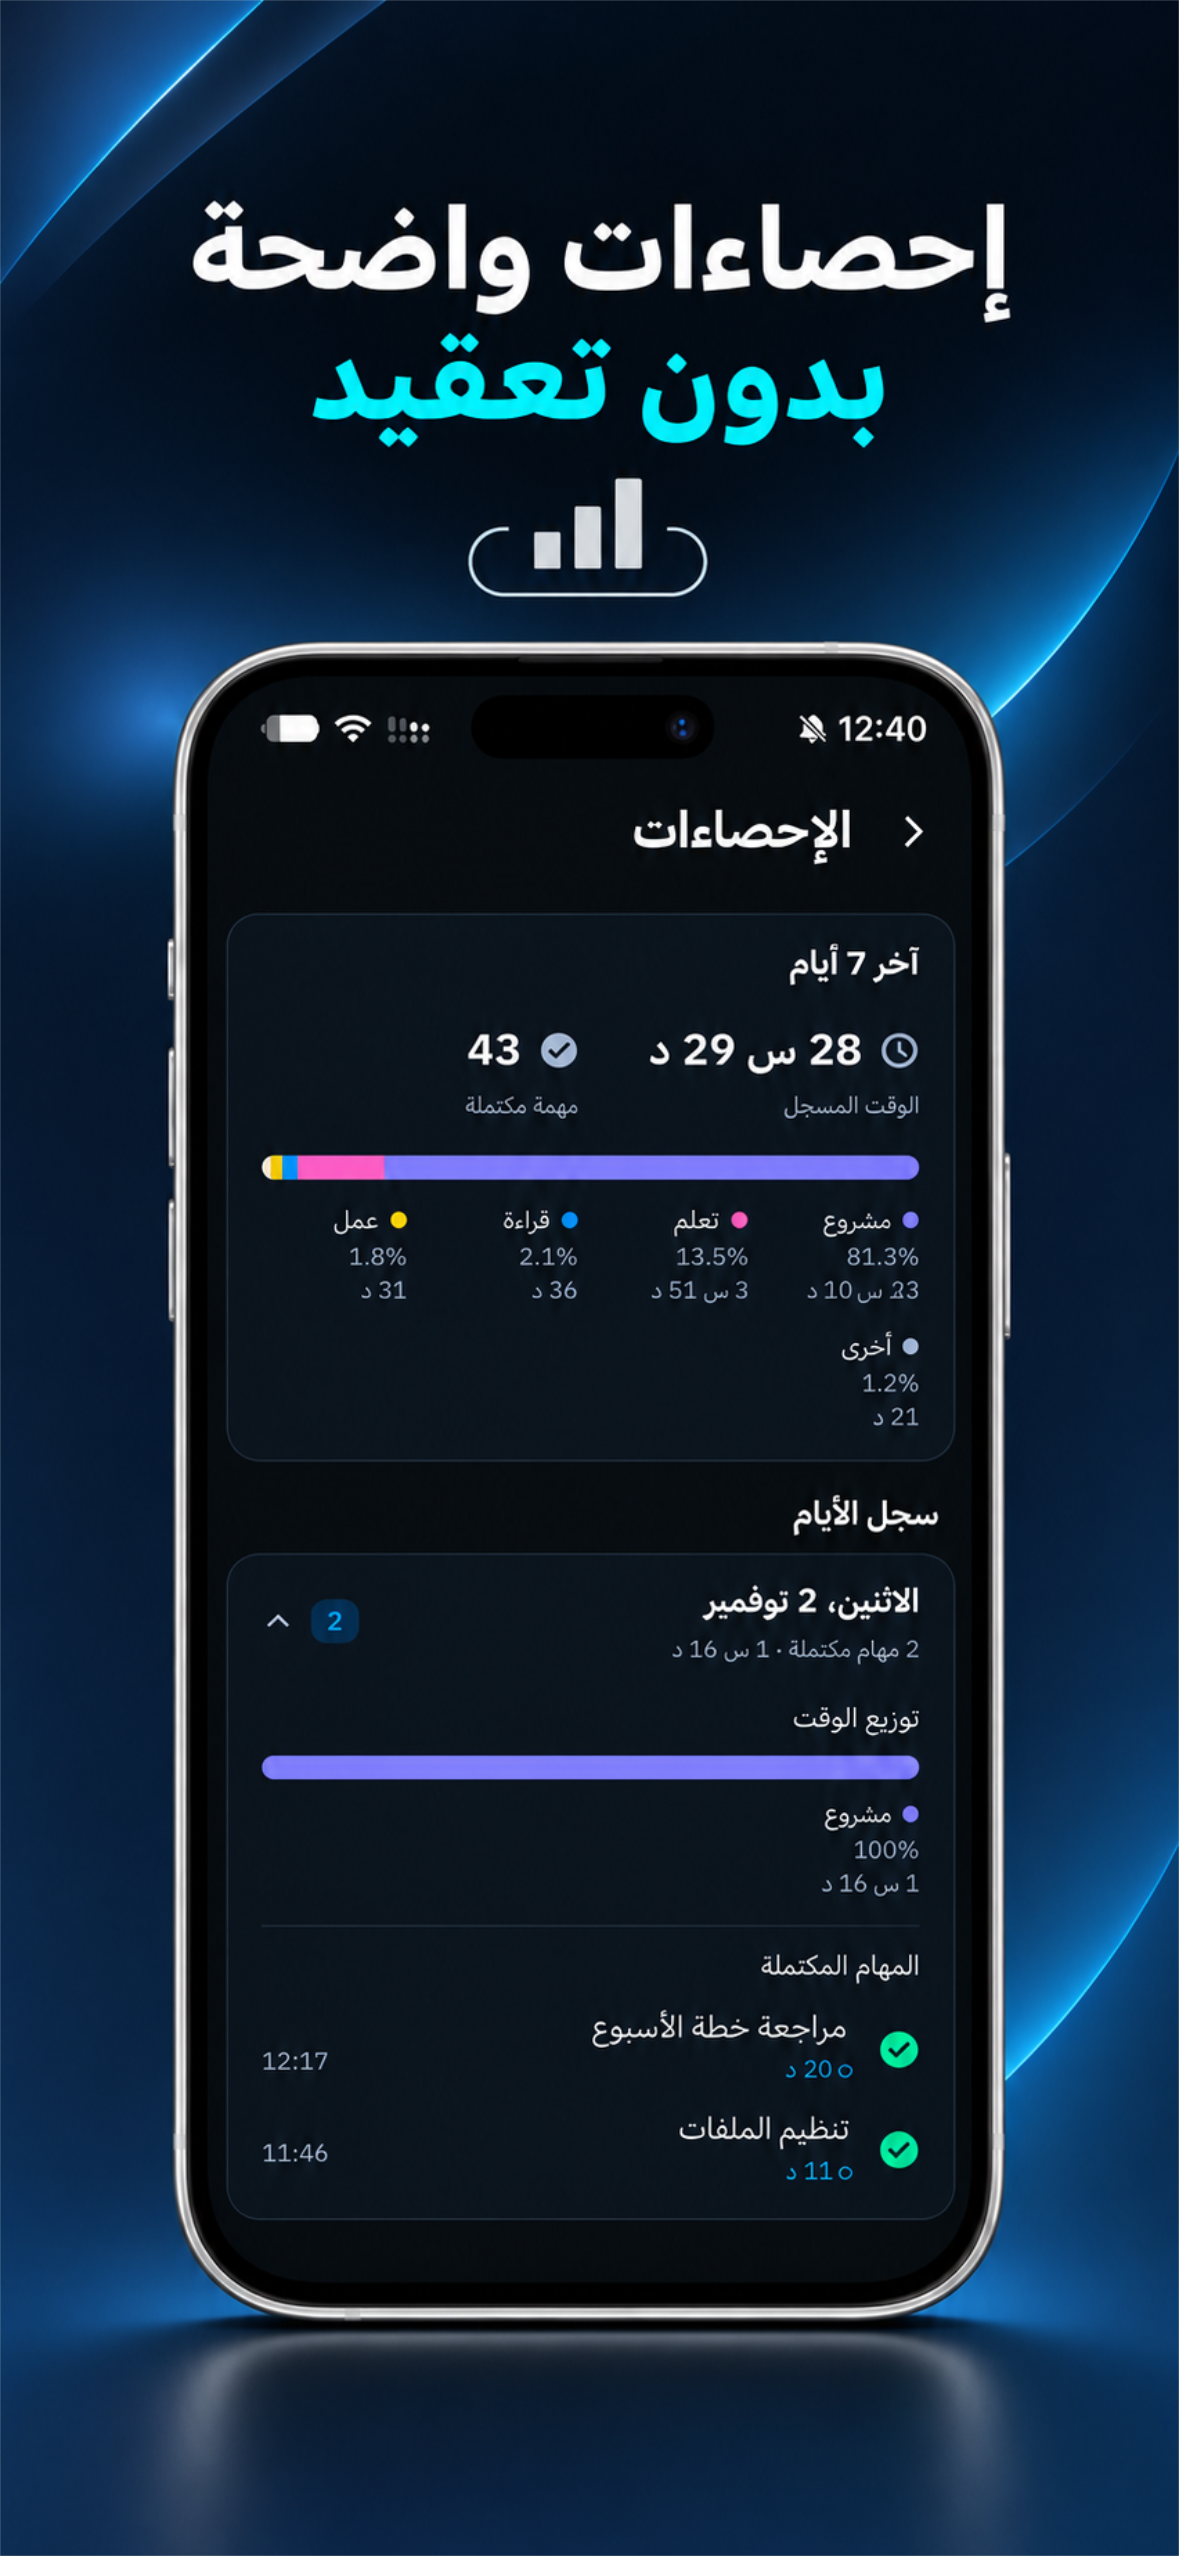 إحصاءات واضحة
بدون تعقيد
12:40
الإحصاءات
آخر 7 أيام
28 س 29 د
43
الوقت المسجل
مهمة مكتملة
مشروع
تعلم
قراءة
عمل
81.3%
13.5%
2.1%
1.8%
23 س 10 د
3 س 51 د
36 د
31 د
أخرى
1.2%
21 د
سجل الأيام
الاثنين، 2 توفمير
2
2 مهام مكتملة · 1 س 16 د
توزيع الوقت
مشروع
100%
1 س 16 د
المهام المكتملة
مراجعة خطة الأسبوع
20 د
12:17
تنظيم الملفات
11 د
11:46